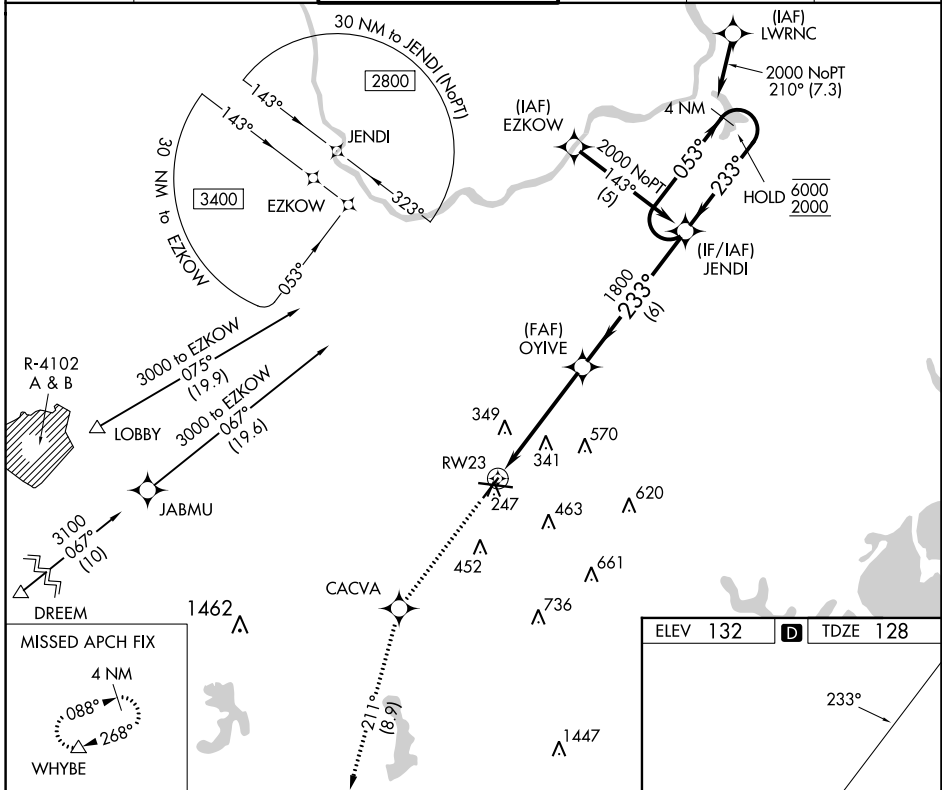 30 NM to JENDI (NoPT)
2800
143°
JENDI
323°
143°
EZKOW
053°
3400
30 NM to EZKOW
(IAF)
LWRNC
2000 NoPT
210° (7.3)
4 NM
(IAF)
EZKOW
2000 NoPT
143°
(5)
053°
233°
HOLD
6000
2000
(IF/IAF)
JENDI
1800
233°
(6)
(FAF)
OYIVE
R-4102
A & B
3000 to EZKOW
075°
(19.9)
LOBBY
3000 to EZKOW
067°
(19.6)
JABMU
3100
067°
(10)
DREEM
349
341
570
RW23
247
463
620
452
661
CACVA
736
1462
211°
(8.9)
1447
MISSED APCH FIX
4 NM
088°
268°
WHYBE
ELEV 132 D TDZE 128
233°